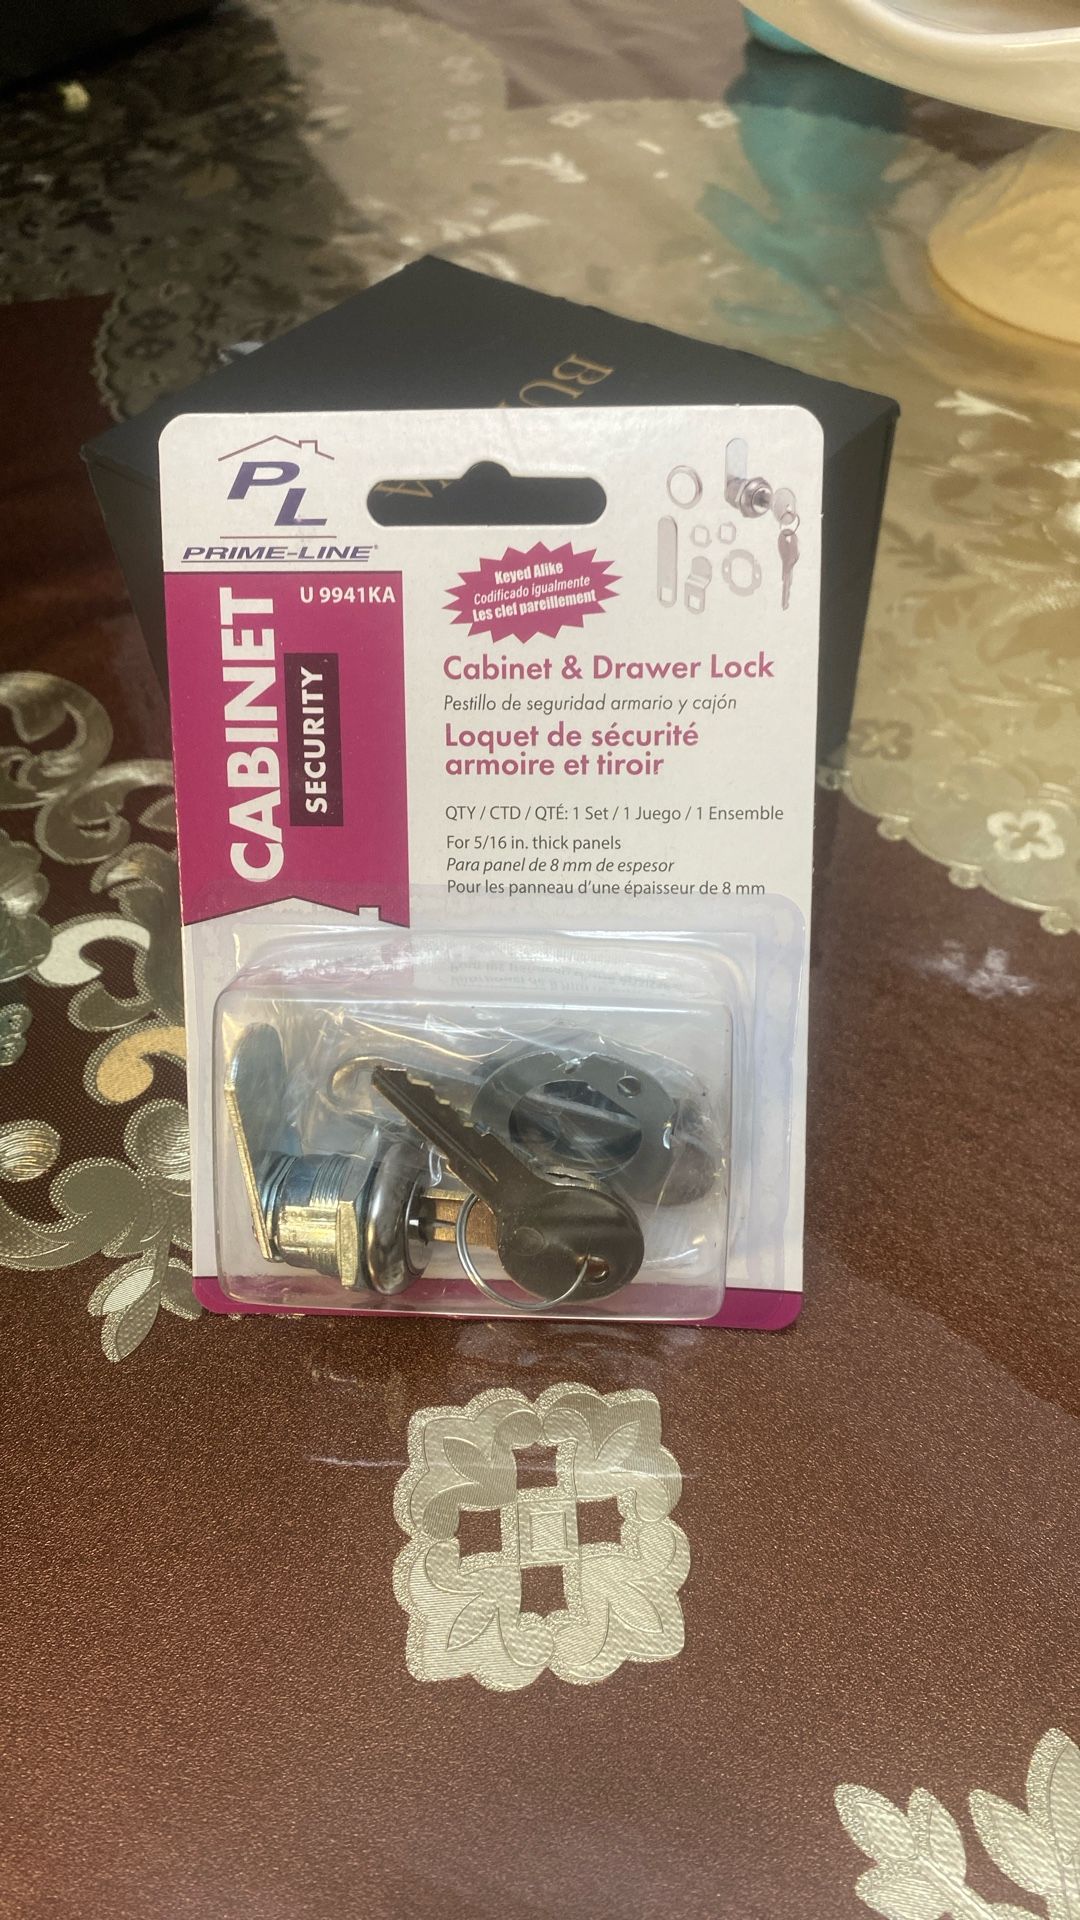 BU
PL
PRIME-LINE®
CABINET
SECURITY
U 9941KA
Keyed Alike
Codificado igualmente
Les clef pareillement
Cabinet & Drawer Lock
Pestillo de seguridad armario y cajón
Loquet de sécurité
armoire et tiroir
QTY / CTD / QTÉ: 1 Set / 1 Juego / 1 Ensemble
For 5/16 in. thick panels
Para panel de 8 mm de espesor
Pour les panneau d'une épaisseur de 8 mm